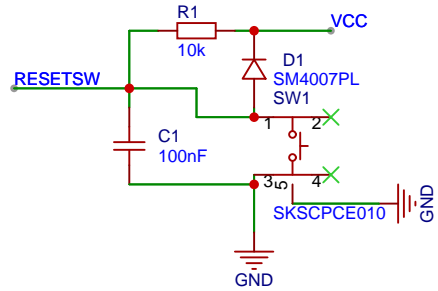 R1
VCC
10k
D1
RESETSW
SM4007PL
SW1
1
2
C1
100nF
3
4
5
SKSCPCE010
GND
GND